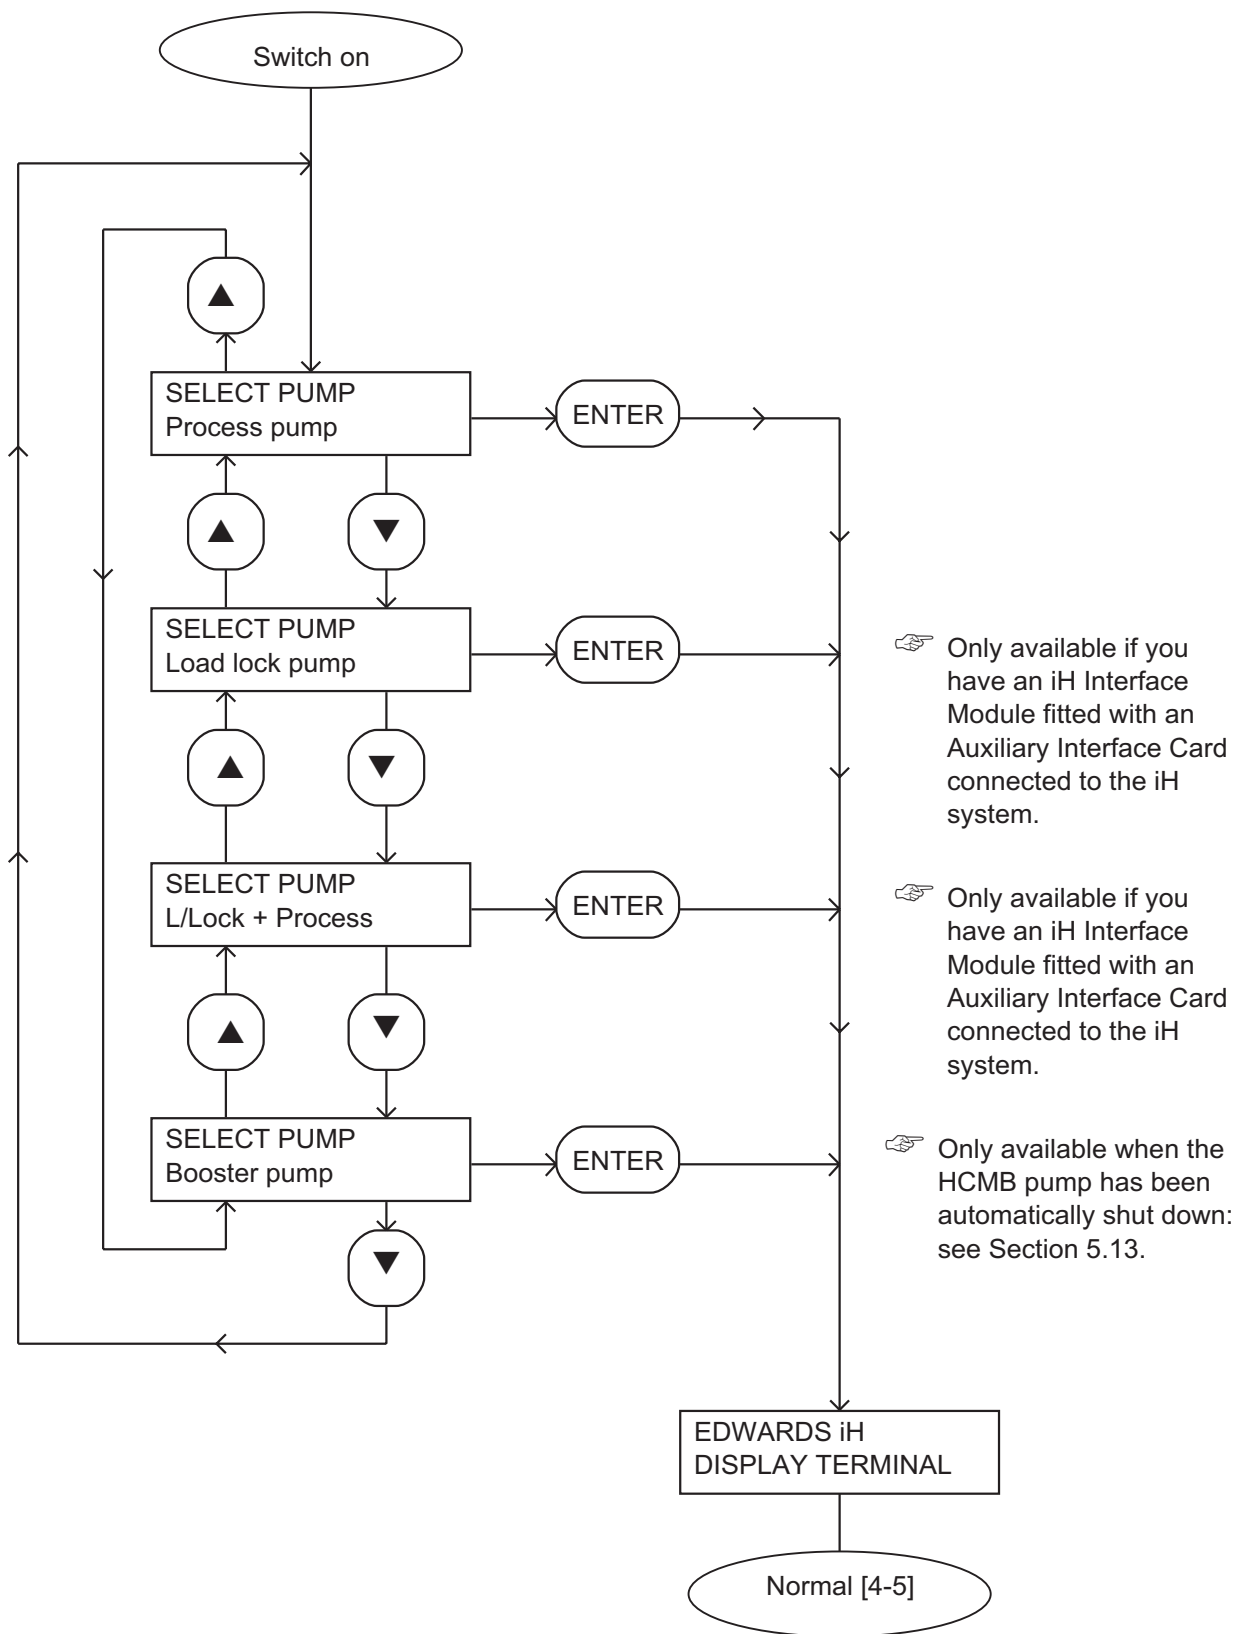 Switch on
▲
SELECT PUMP
Process pump
ENTER
▲
▼
SELECT PUMP
Load lock pump
ENTER
☞ Only available if you
have an iH Interface
Module fitted with an
Auxiliary Interface Card
connected to the iH
system.
▲
▼
SELECT PUMP
L/Lock + Process
ENTER
☞ Only available if you
have an iH Interface
Module fitted with an
Auxiliary Interface Card
connected to the iH
system.
▲
▼
SELECT PUMP
Booster pump
ENTER
☞ Only available when the
HCMB pump has been
automatically shut down:
see Section 5.13.
▼
EDWARDS iH
DISPLAY TERMINAL
Normal [4-5]